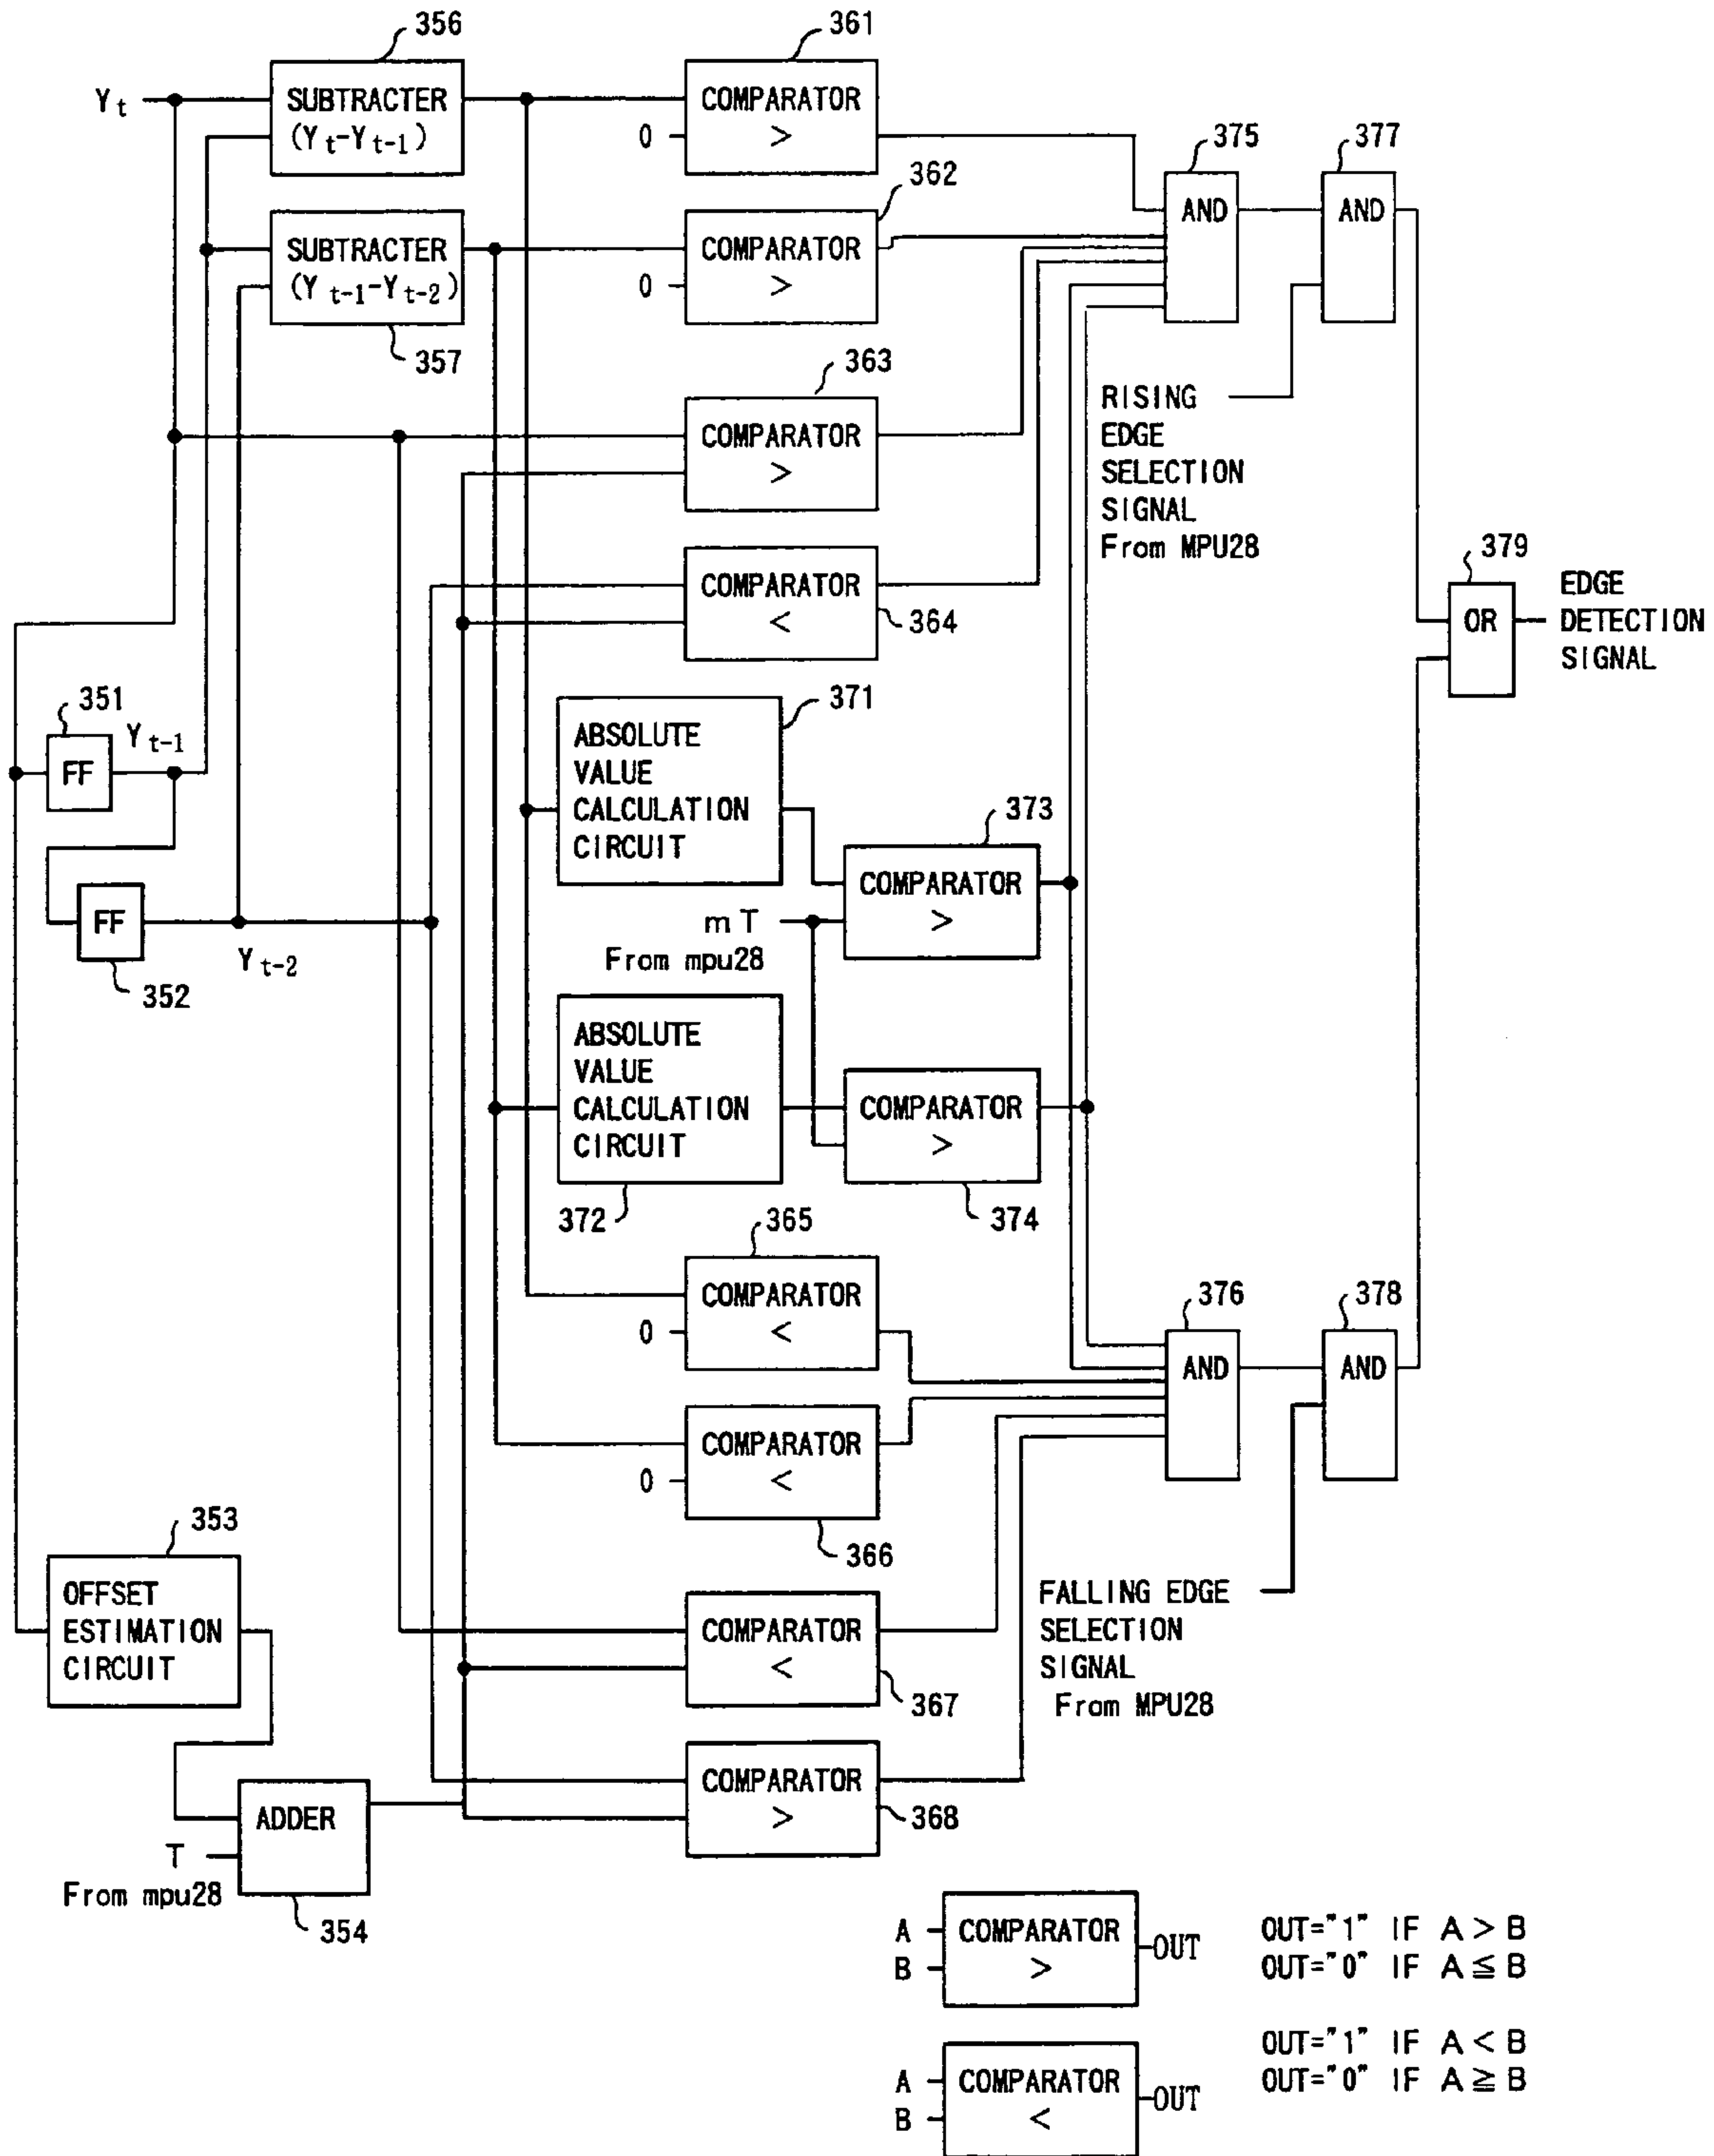 356
361
Yt
SUBTRACTER
(Yt-Yt-1)
COMPARATOR
>
0
375
377
362
AND
AND
SUBTRACTER
(Yt-1-Yt-2)
COMPARATOR
>
0
357
363
RISING
EDGE
SELECTION
SIGNAL
From MPU28
COMPARATOR
>
379
COMPARATOR
<
364
OR
EDGE
DETECTION
SIGNAL
351
Yt-1
FF
371
ABSOLUTE
VALUE
CALCULATION
CIRCUIT
373
COMPARATOR
>
FF
Yt-2
352
mT
From mpu28
ABSOLUTE
VALUE
CALCULATION
CIRCUIT
COMPARATOR
>
372
374
365
COMPARATOR
<
0
376
378
AND
AND
COMPARATOR
<
0
366
353
OFFSET
ESTIMATION
CIRCUIT
FALLING EDGE
SELECTION
SIGNAL
From MPU28
COMPARATOR
<
367
COMPARATOR
>
368
ADDER
T
From mpu28
354
A
B
COMPARATOR
>
OUT
OUT="1" IF A > B
OUT="0" IF A ≦ B
A
B
COMPARATOR
<
OUT
OUT="1" IF A < B
OUT="0" IF A ≧ B